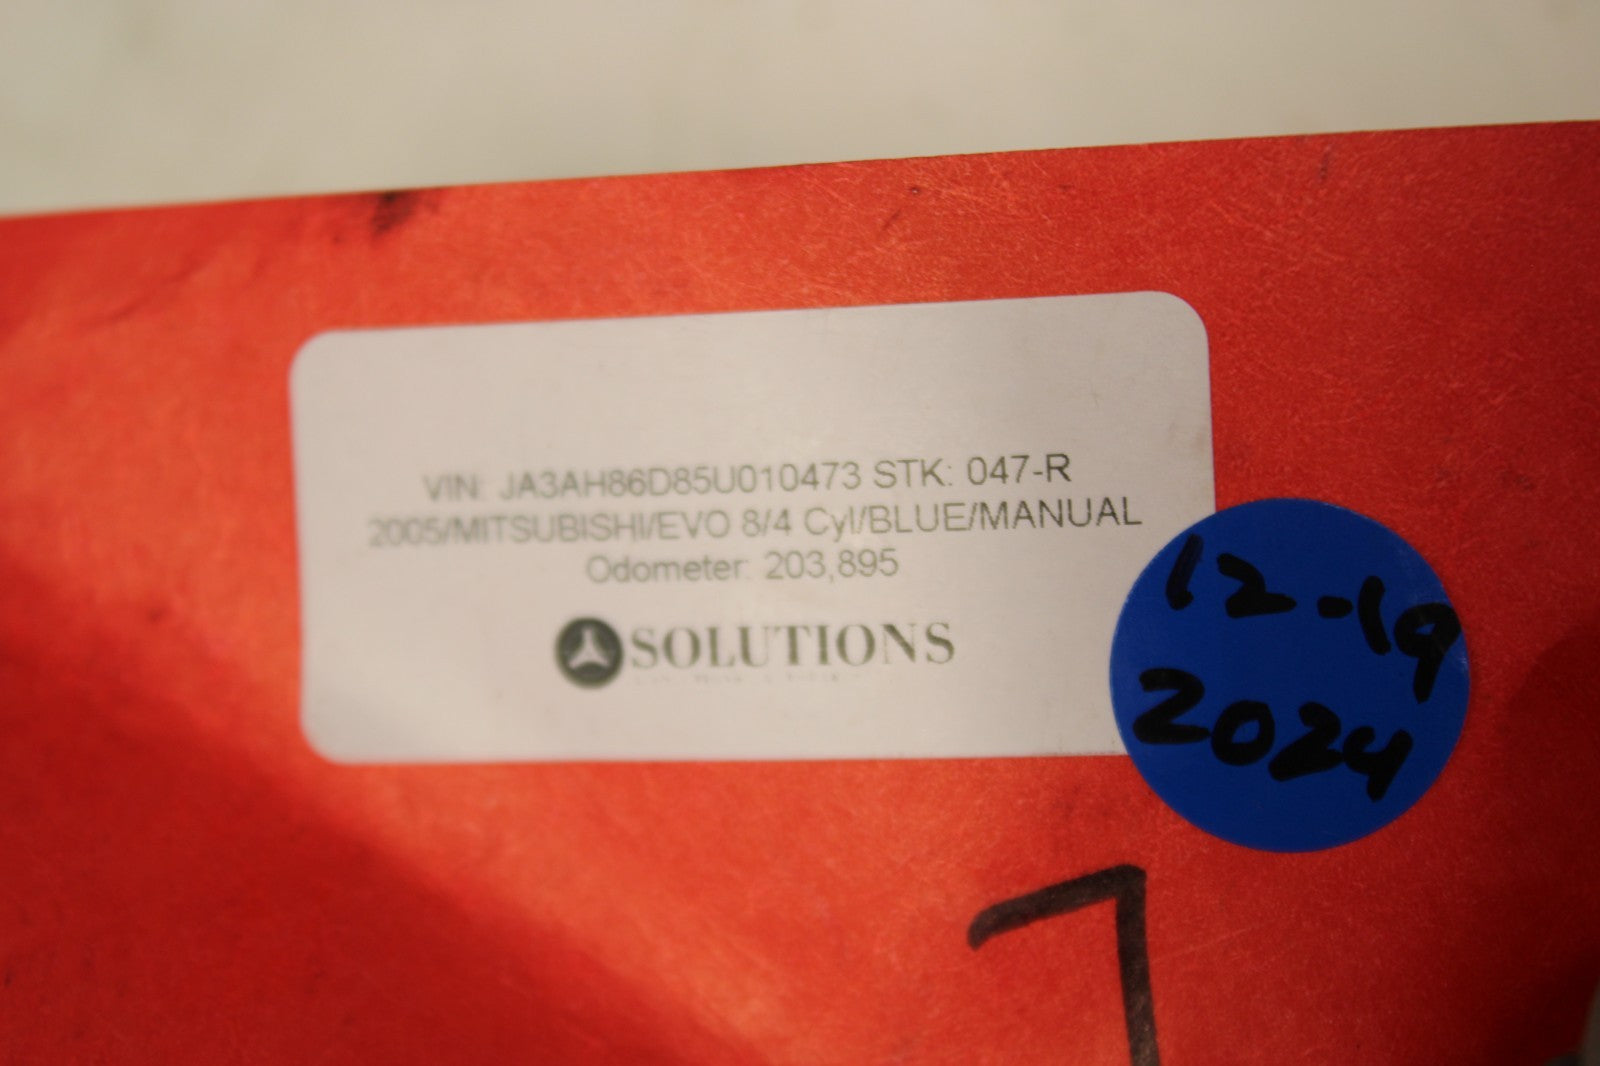 VIN: JA3AH86D85U010473 STK: 047-R
2005/MITSUBISHI/EVO 8/4 Cyl/BLUE/MANUAL
Odometer: 203,895
SOLUTIONS
12-19
2024
7